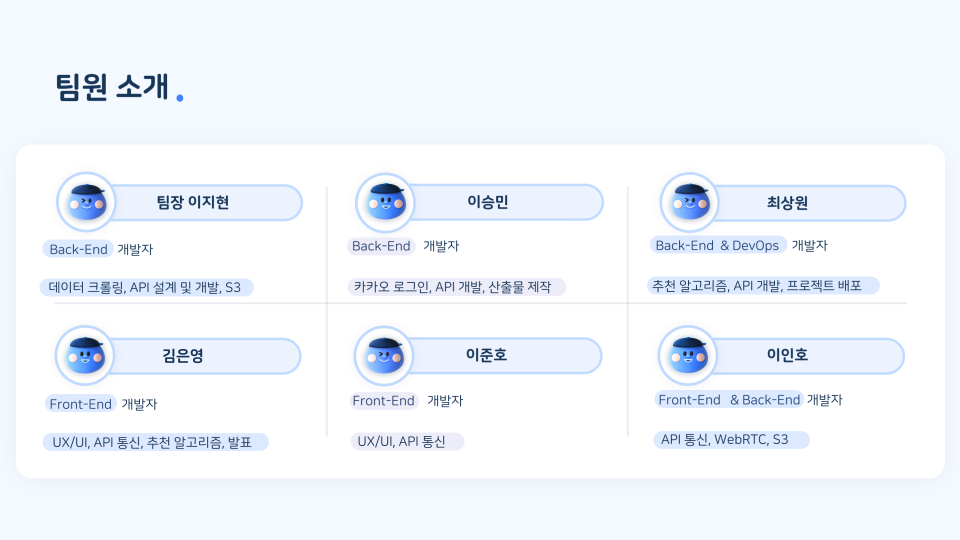 팀원 소개.
팀장 이지현
Back-End 개발자
데이터 크롤링, API 설계 및 개발, S3
이승민
Back-End 개발자
카카오 로그인, API 개발, 산출물 제작
최상원
Back-End & DevOps 개발자
추천 알고리즘, API 개발, 프로젝트 배포
김은영
Front-End 개발자
UX/UI, API 통신, 추천 알고리즘, 발표
이준호
Front-End 개발자
UX/UI, API 통신
이인호
Front-End & Back-End 개발자
API 통신, WebRTC, S3